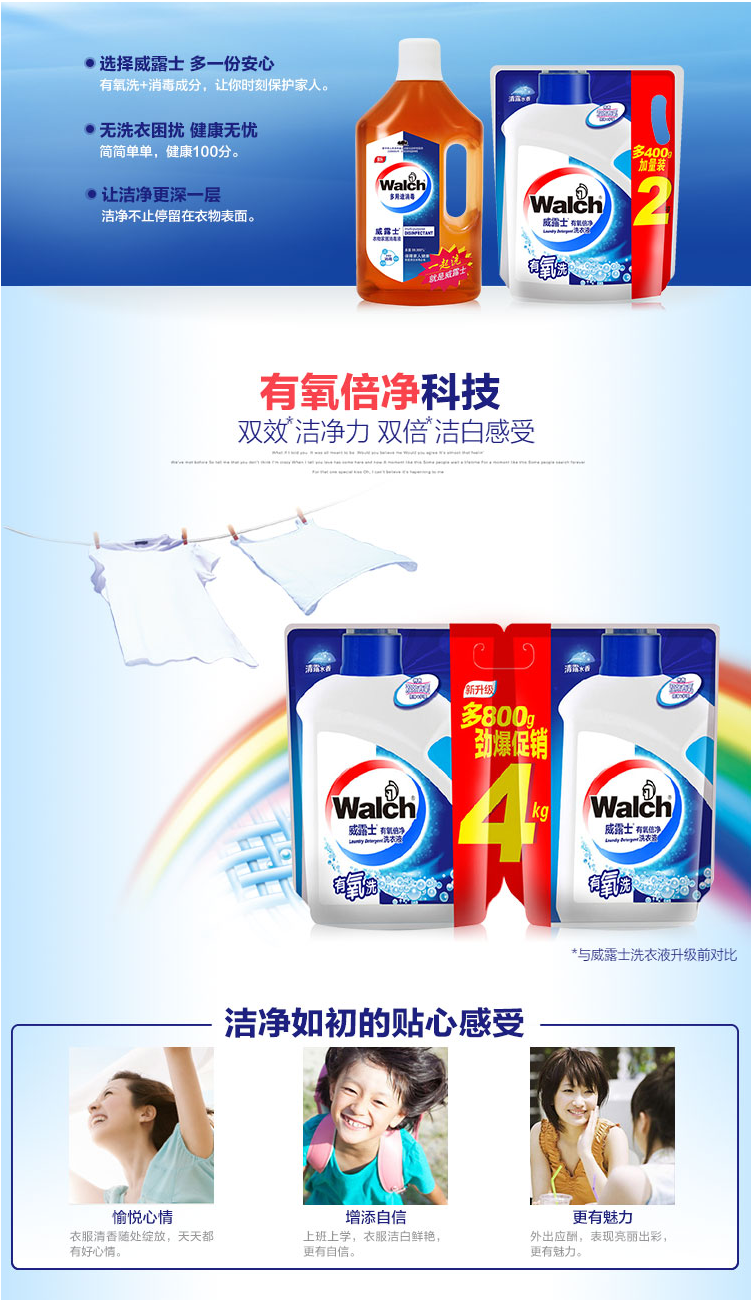 选择威露士 多一份安心
有氧洗+消毒成分，让你时刻保护家人。
无洗衣困扰 健康无忧
简简单单，健康100分。
让洁净更深一层
洁净不止停留在衣物表面。
Walch
多用途消毒
威露士
衣物家居消毒液
DISINFECTANT
一起洗
就是威露士
清露水香
Walch
威露士 有氧倍净
洗衣液
Laundry Detergent
有氧洗
多400g
加量装
2
有氧倍净科技
双效*洁净力 双倍*洁白感受
清露水香
Walch
威露士 有氧倍净
Laundry Detergent 洗衣液
有氧洗
新升级
多800g
劲爆促销
4kg
清露水香
Walch
威露士 有氧倍净
Laundry Detergent 洗衣液
有氧洗
*与威露士洗衣液升级前对比
洁净如初的贴心感受
愉悦心情
衣服清香随处绽放，天天都
有好心情。
增添自信
上班上学，衣服洁白鲜艳，
更有自信。
更有魅力
外出应酬，表现亮丽出彩，
更有魅力。